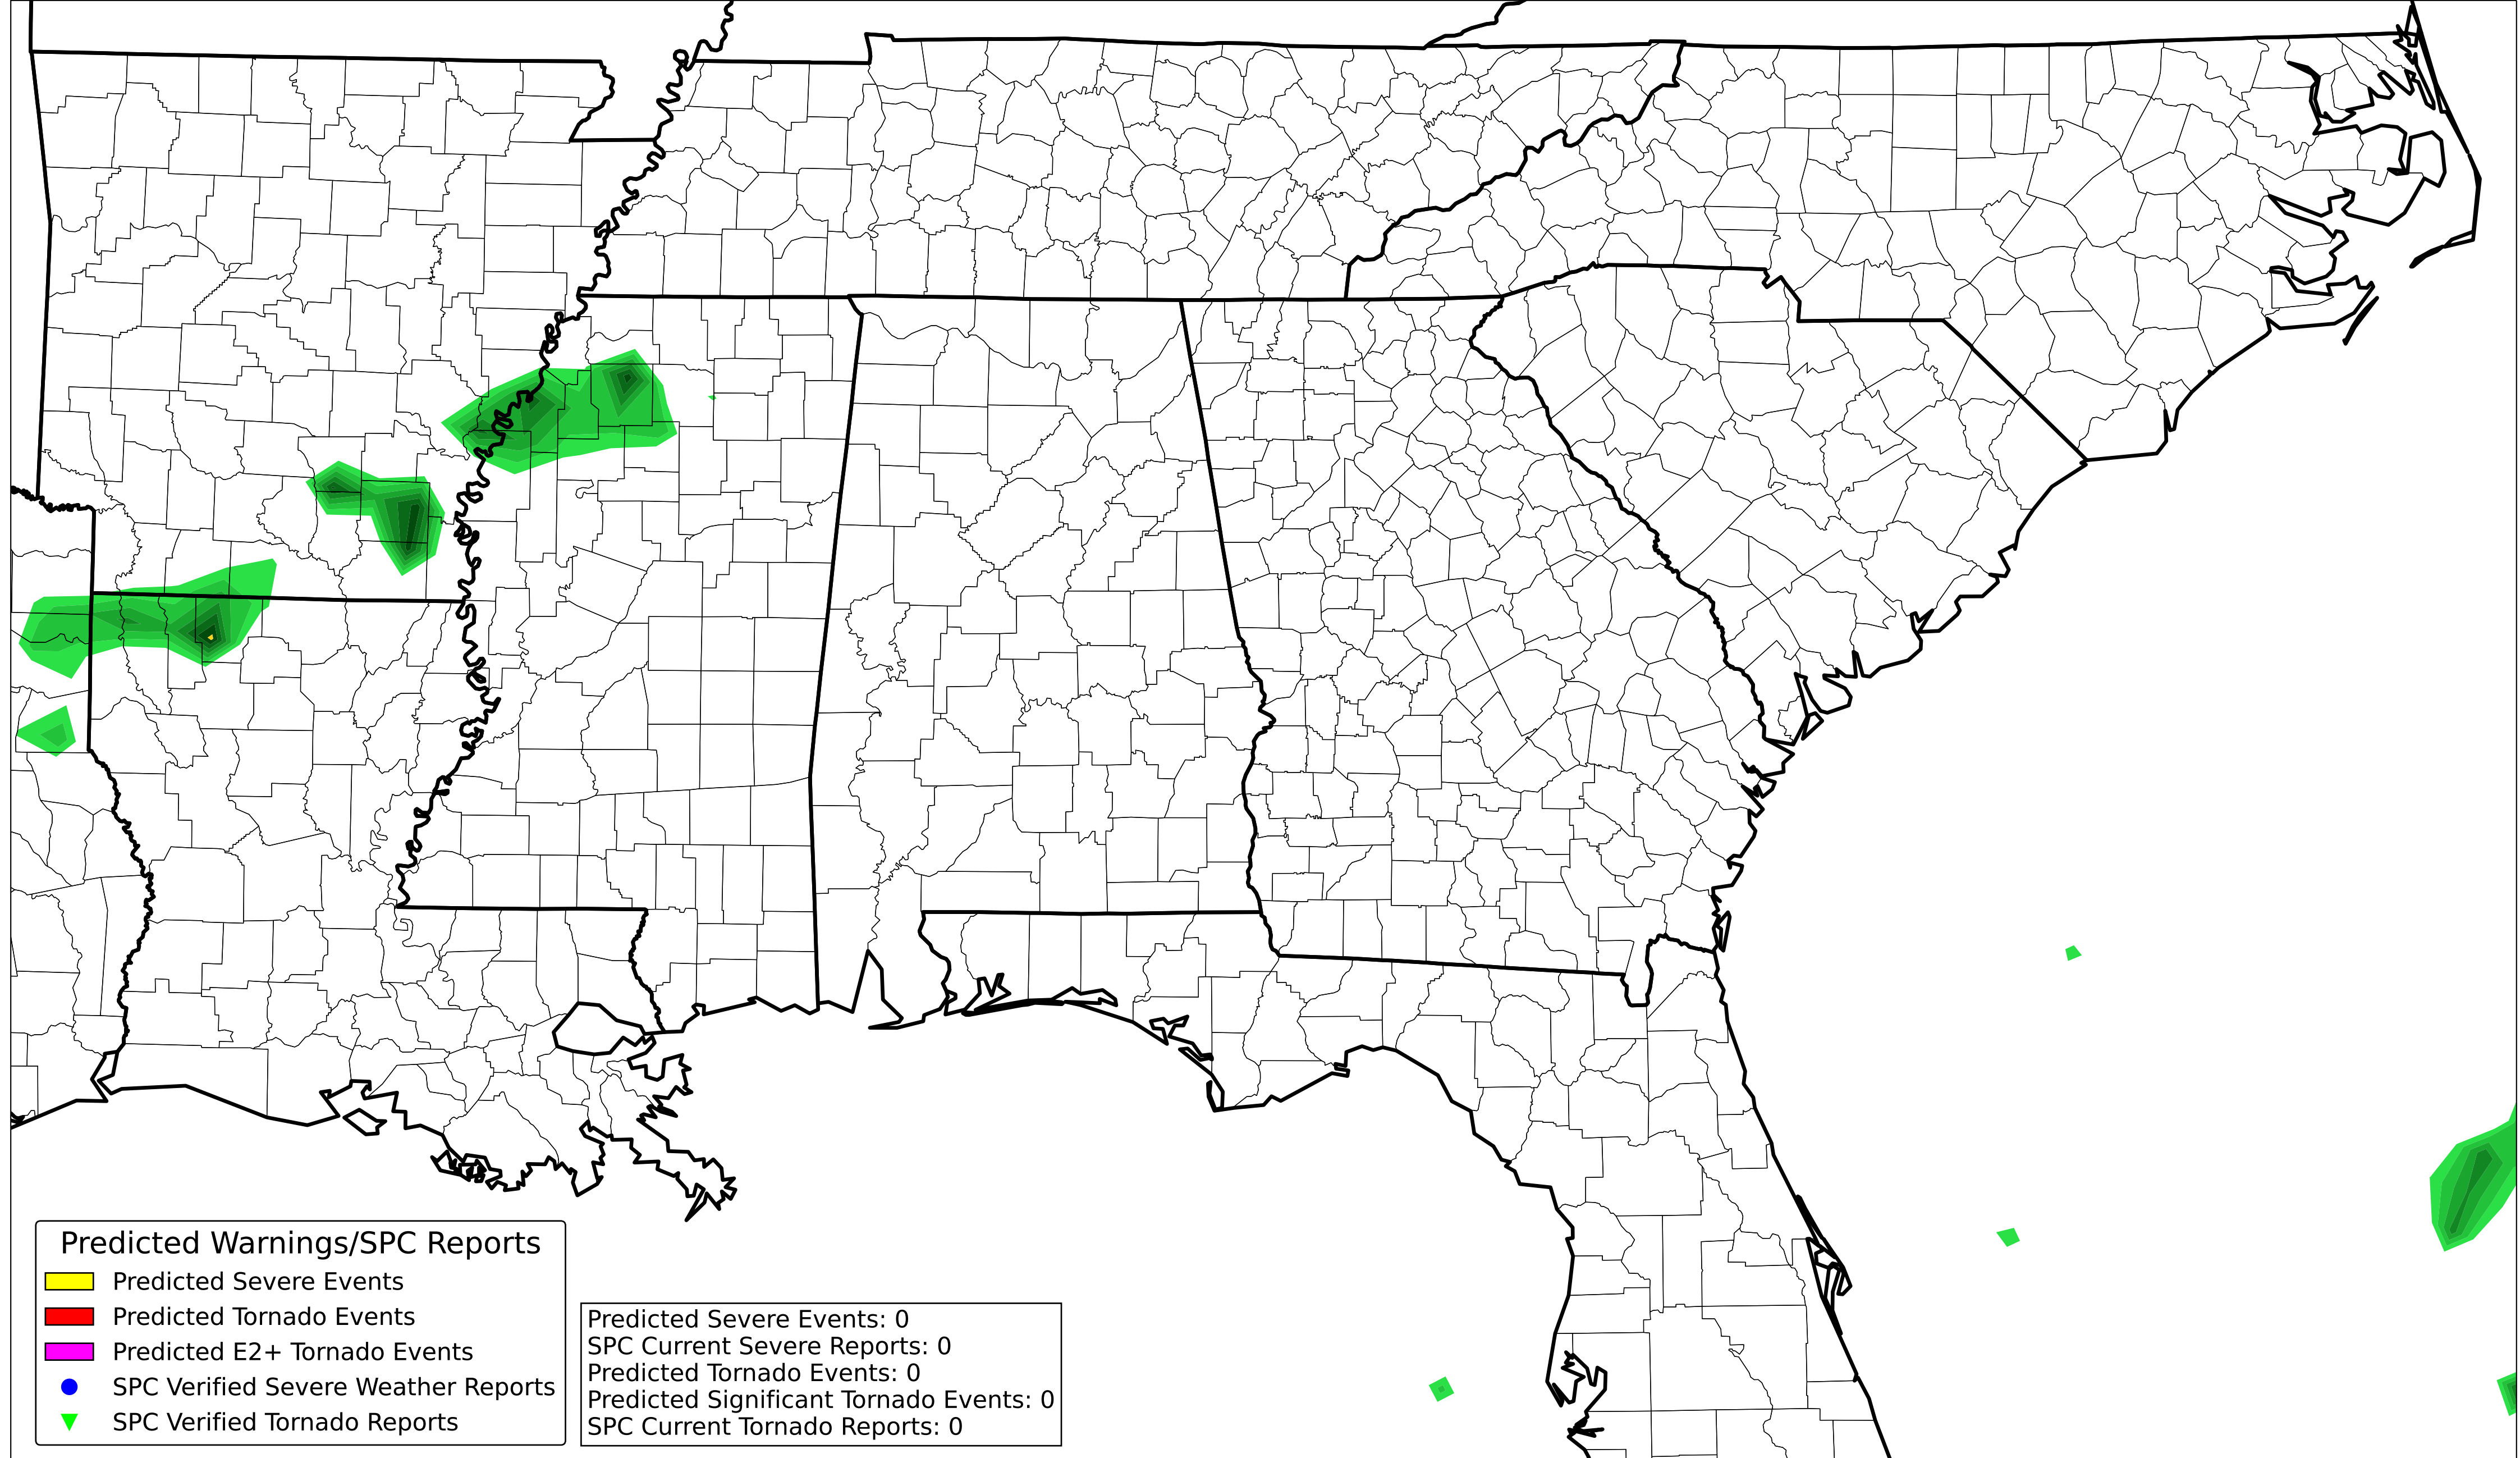 Predicted Warnings/SPC Reports
Predicted Severe Events
Predicted Tornado Events
Predicted E2+ Tornado Events
SPC Verified Severe Weather Reports
SPC Verified Tornado Reports
Predicted Severe Events: 0
SPC Current Severe Reports: 0
Predicted Tornado Events: 0
Predicted Significant Tornado Events: 0
SPC Current Tornado Reports: 0